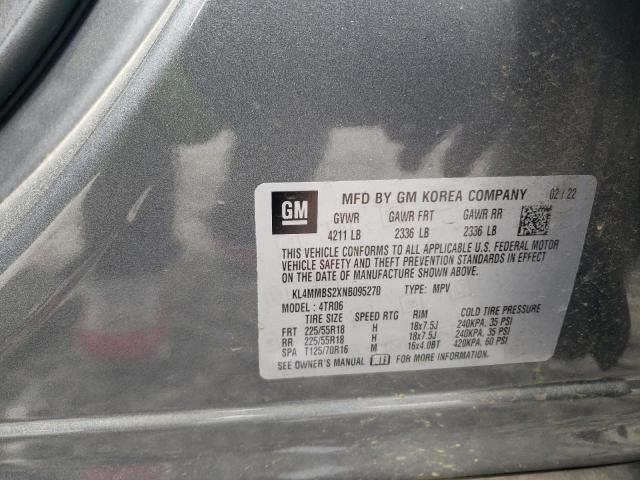 GM
MFD BY GM KOREA COMPANY 02/22
GVWR GAWR FRT GAWR RR
4211 LB 2336 LB 2336 LB
THIS VEHICLE CONFORMS TO ALL APPLICABLE U.S. FEDERAL MOTOR
VEHICLE SAFETY AND THEFT PREVENTION STANDARDS IN EFFECT
ON THE DATE OF MANUFACTURE SHOWN ABOVE.
KL4MMBS2XNB095270 TYPE: MPV
MODEL: 4TR06
TIRE SIZE SPEED RTG RIM COLD TIRE PRESSURE
FRT 225/55R18 H 18x7.5J 240KPA, 35 PSI
RR 225/55R18 H 18x7.5J 240KPA, 35 PSI
SPA T125/70R16 M 16x4.0BT 420KPA, 60 PSI
SEE OWNER'S MANUAL FOR MORE INFORMATION.